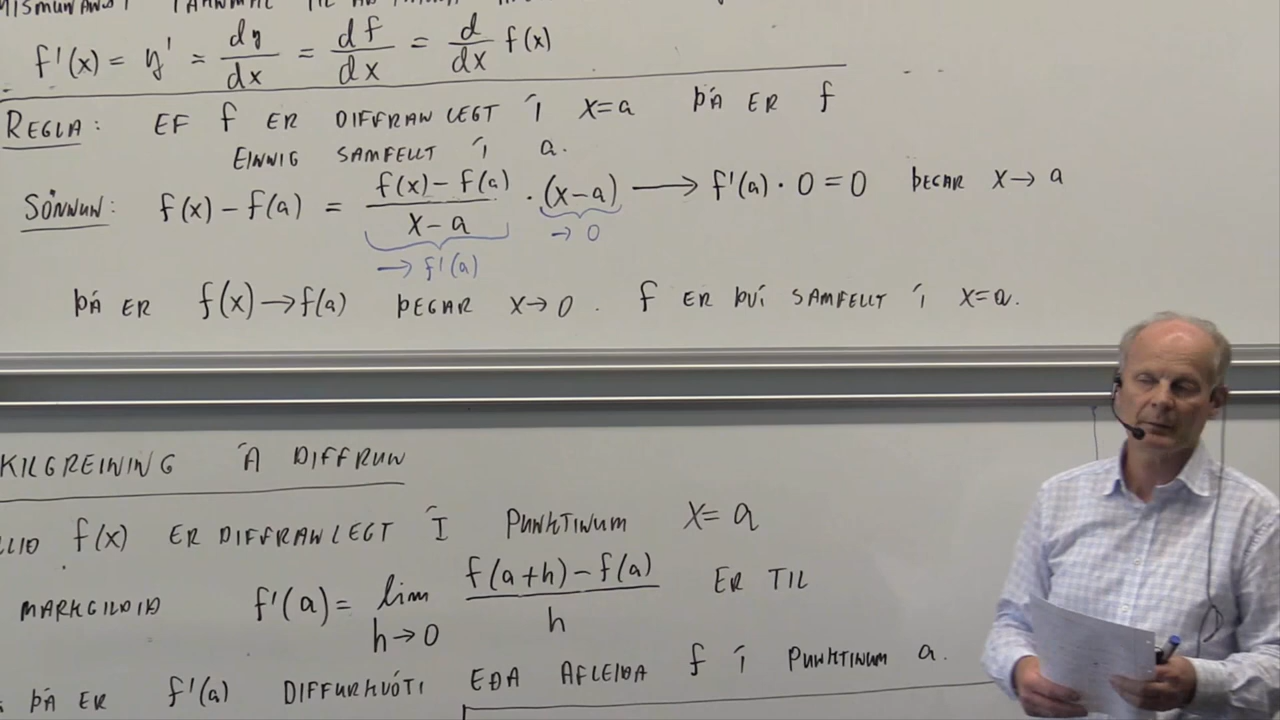 f'(x) = y' = dy/dx = df/dx = d/dx f(x)
REGLA: EF f ER DIFFRANLEGT Í x=a ÞÁ ER f
EINNIG SAMFELLT Í a.
SÖNNUN: f(x)-f(a) = (f(x)-f(a))/(x-a) · (x-a) ⟶ f'(a)·0=0 ÞEGAR x→a
→ 0
→ f'(a)
ÞÁ ER f(x)→f(a) ÞEGAR x→0. f ER ÞVÍ SAMFELLT Í x=a.
KILGREINING Á DIFFRUN
LLIÐ f(x) ER DIFFRANLEGT Í PUNKTINUM x=a
MARKGILDIÐ f'(a) = lim h→0 (f(a+h)-f(a))/h ER TIL
ÞÁ ER f'(a) DIFFURKVÓTI EÐA AFLEIÐA f Í PUNKTINUM a.